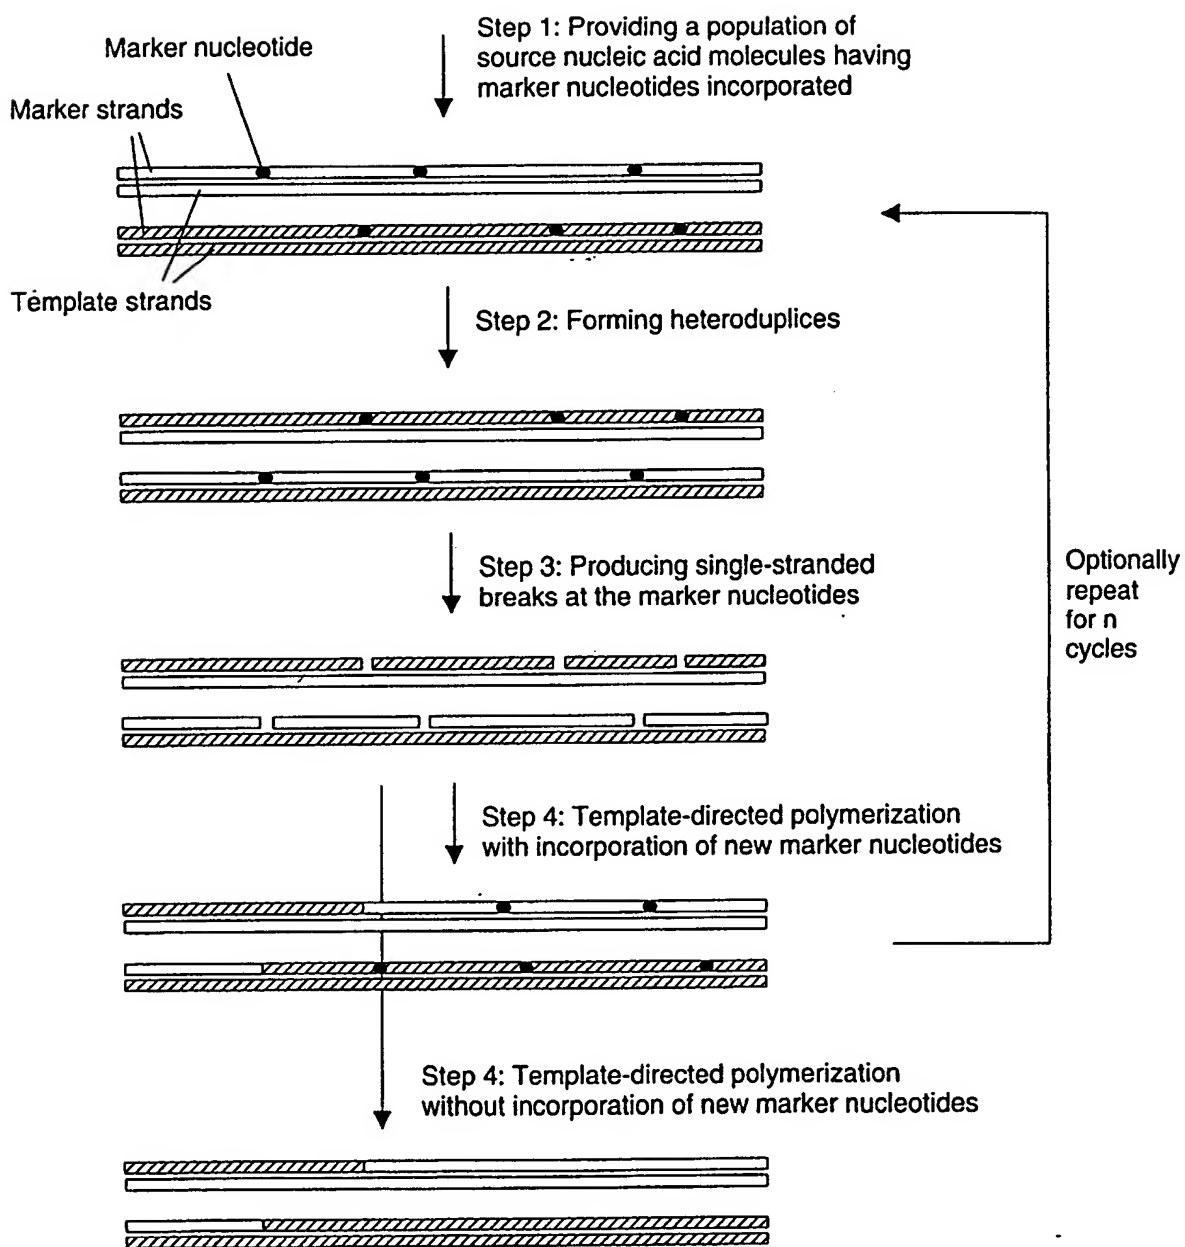 Step 1: Providing a population of
source nucleic acid molecules having
marker nucleotides incorporated
Marker nucleotide
Marker strands
Template strands
Step 2: Forming heteroduplices
Step 3: Producing single-stranded
breaks at the marker nucleotides
Optionally
repeat
for n
cycles
Step 4: Template-directed polymerization
with incorporation of new marker nucleotides
Step 4: Template-directed polymerization
without incorporation of new marker nucleotides